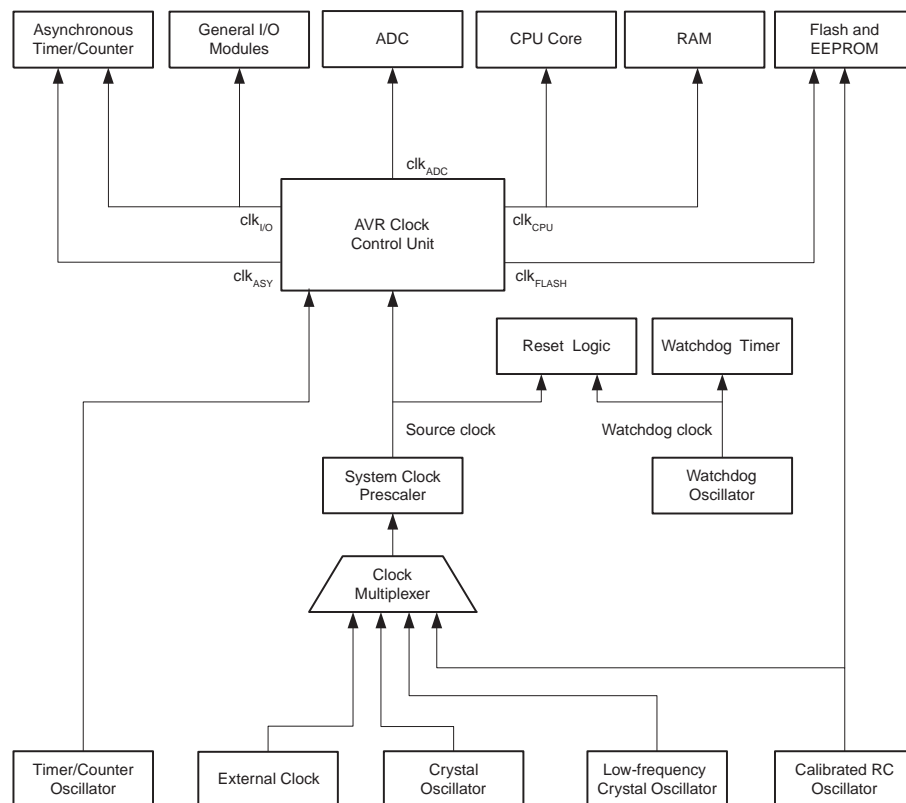 Asynchronous
Timer/Counter
General I/O
Modules
ADC
CPU Core
RAM
Flash and
EEPROM
clkADC
clkI/O
AVR Clock
Control Unit
clkCPU
clkASY
clkFLASH
Reset Logic
Watchdog Timer
Source clock
Watchdog clock
System Clock
Prescaler
Watchdog
Oscillator
Clock
Multiplexer
Timer/Counter
Oscillator
External Clock
Crystal
Oscillator
Low-frequency
Crystal Oscillator
Calibrated RC
Oscillator